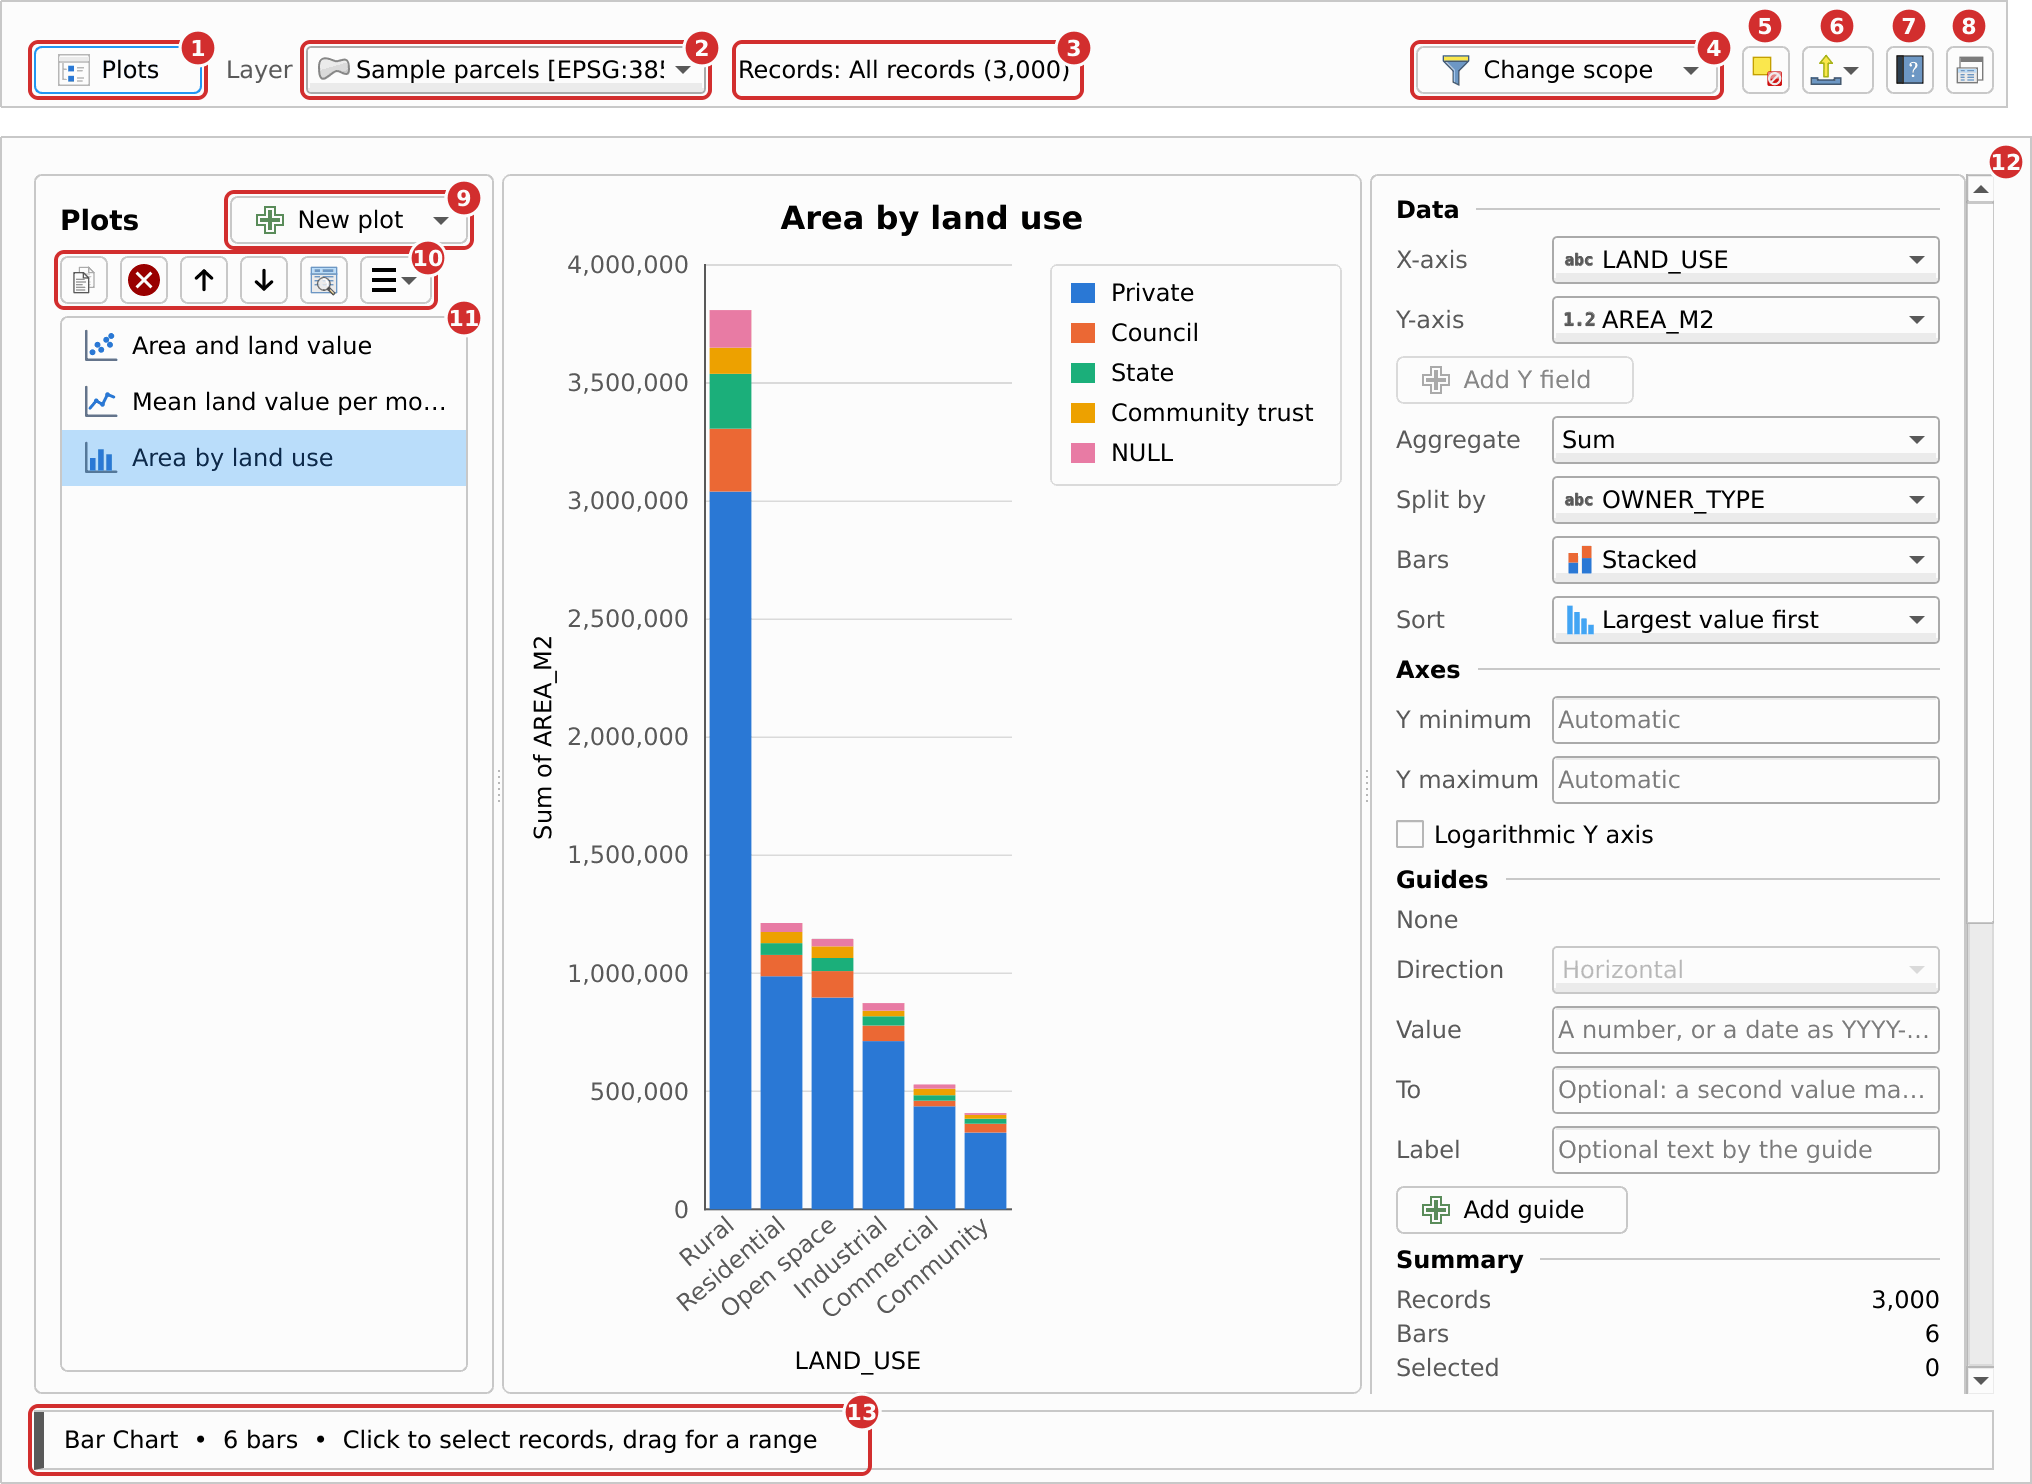 1
2
3
4
5
6
7
8
Plots
Layer
Sample parcels [EPSG:385
Records: All records (3,000)
Change scope
12
Plots
New plot
9
10
11
Area and land value
Mean land value per mo...
Area by land use
Area by land use
4,000,000
3,500,000
3,000,000
2,500,000
2,000,000
1,500,000
1,000,000
500,000
0
Sum of AREA_M2
Private
Council
State
Community trust
NULL
Rural
Residential
Open space
Industrial
Commercial
Community
LAND_USE
Data
X-axis
abc LAND_USE
Y-axis
1.2 AREA_M2
Add Y field
Aggregate
Sum
Split by
abc OWNER_TYPE
Bars
Stacked
Sort
Largest value first
Axes
Y minimum
Automatic
Y maximum
Automatic
Logarithmic Y axis
Guides
None
Direction
Horizontal
Value
A number, or a date as YYYY-...
To
Optional: a second value ma...
Label
Optional text by the guide
Add guide
Summary
Records
3,000
Bars
6
Selected
0
13
Bar Chart • 6 bars • Click to select records, drag for a range